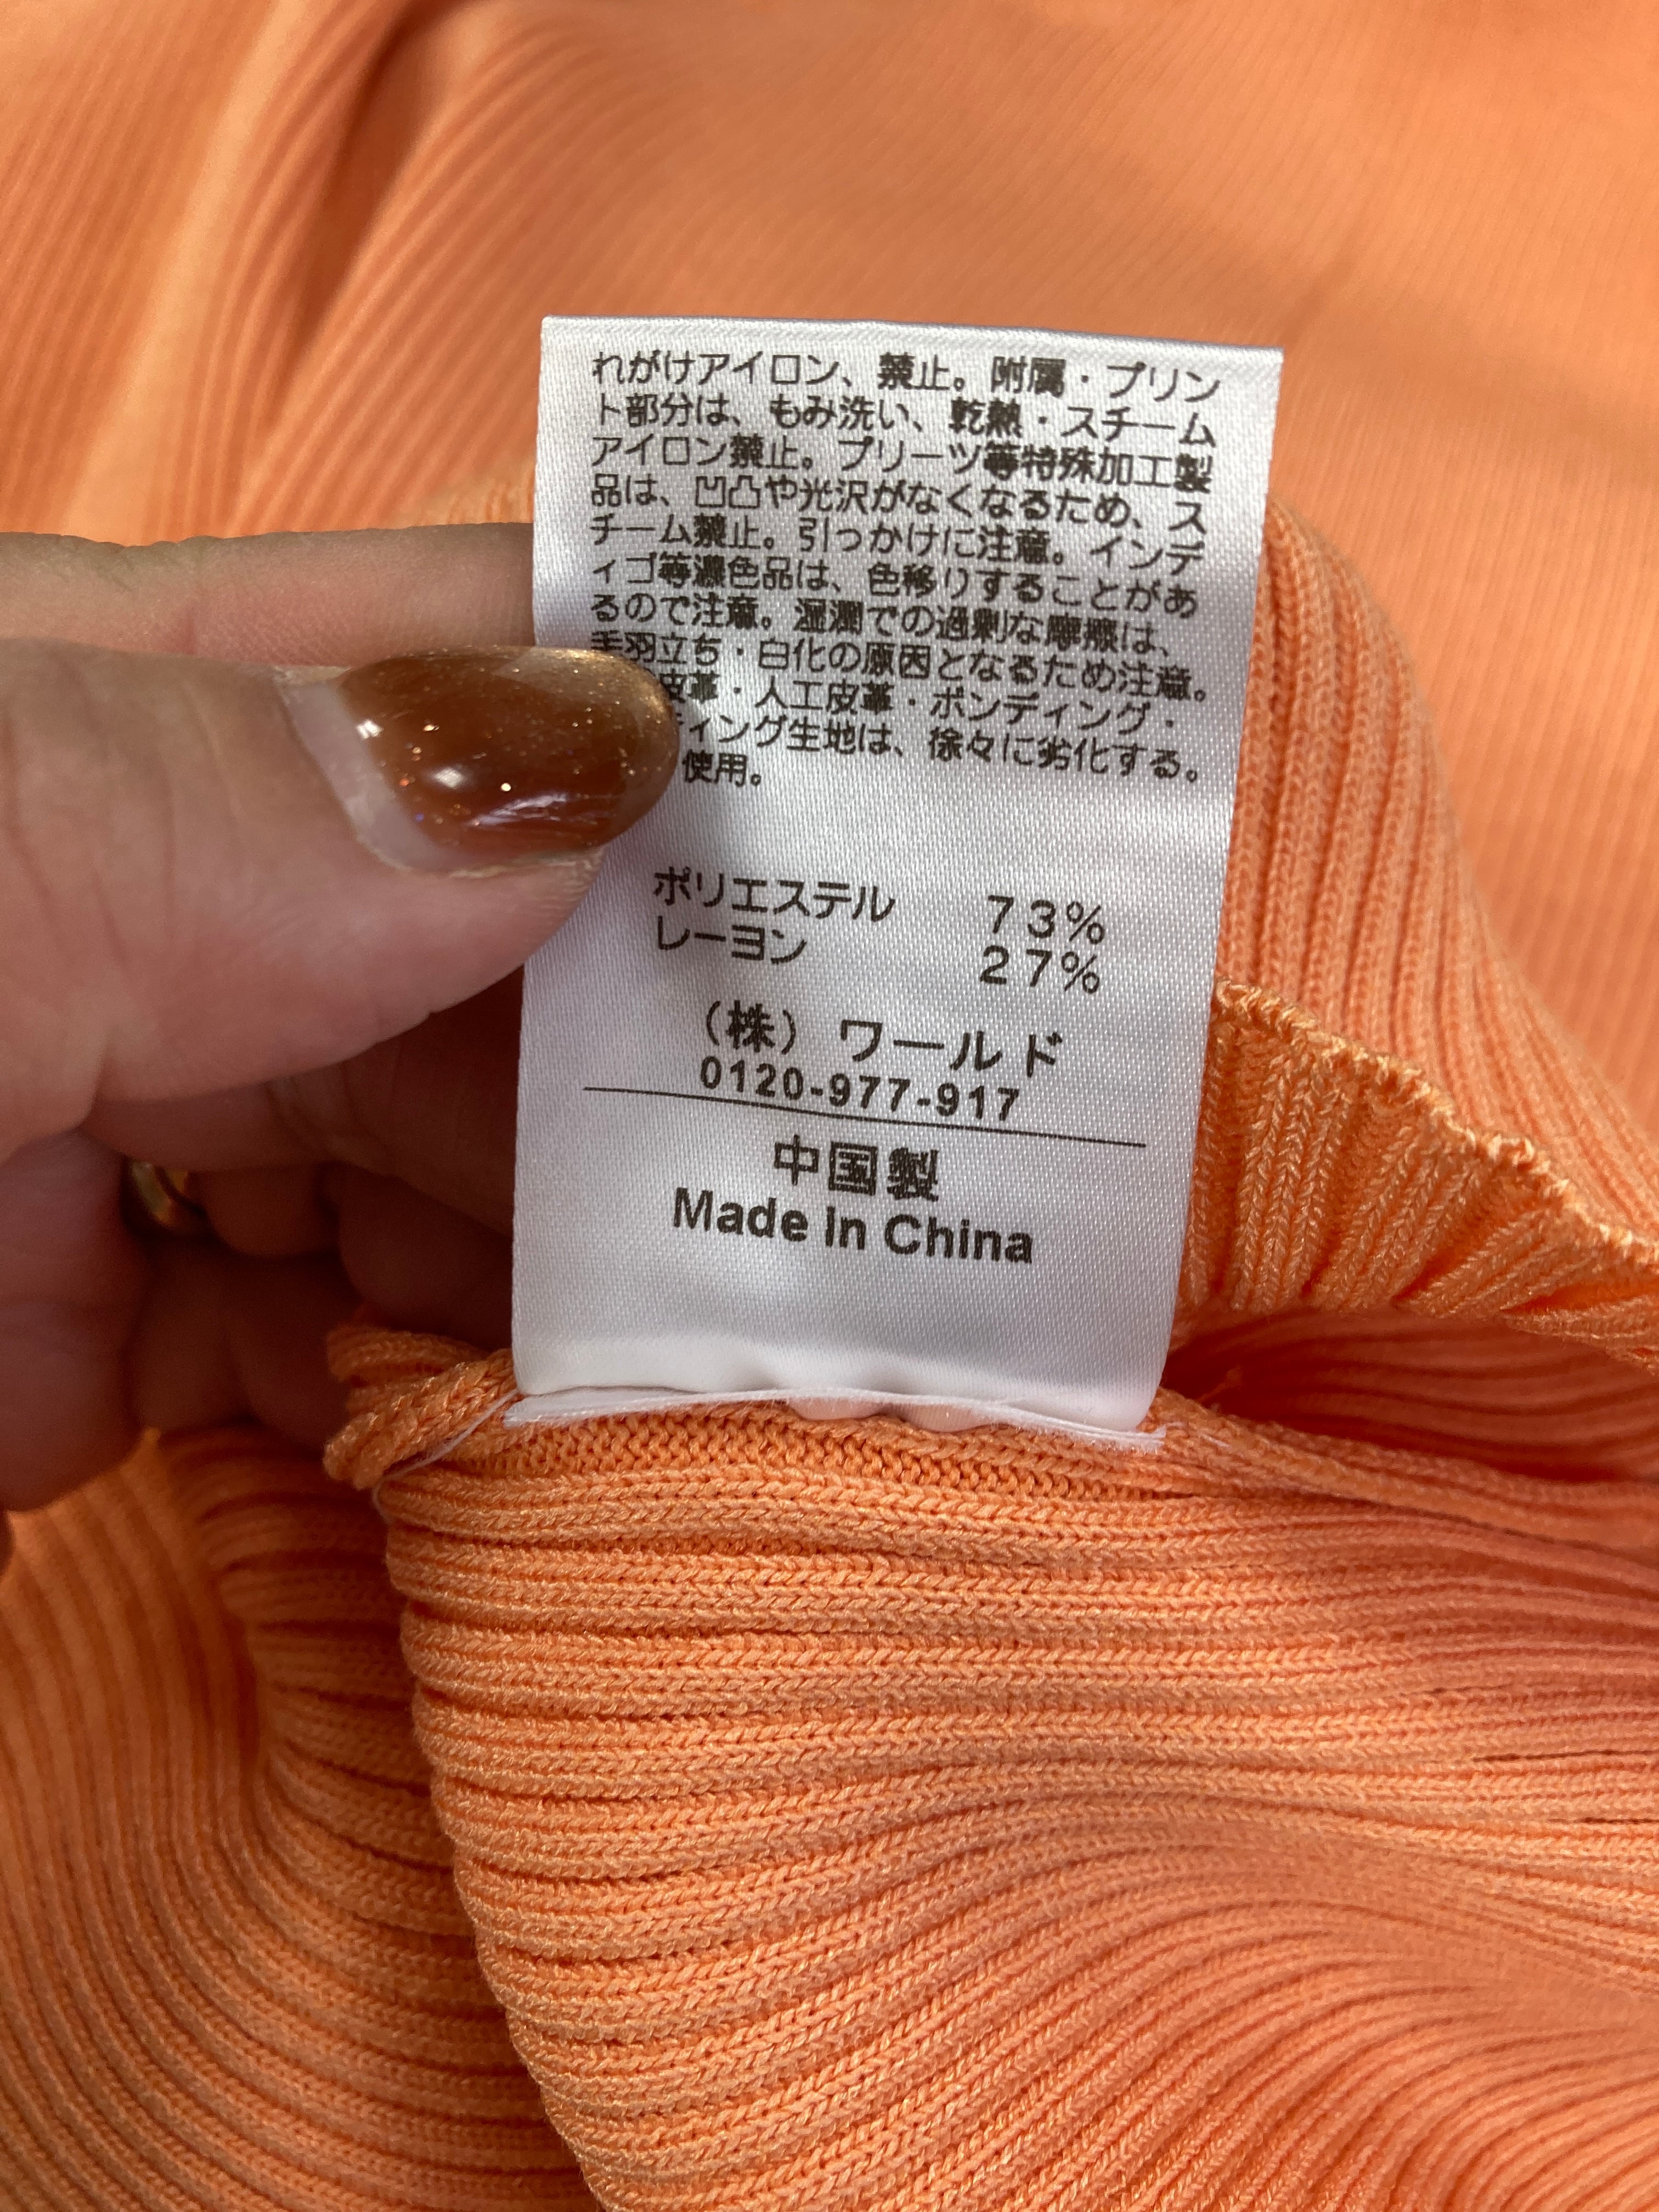 れがけアイロン、禁止。附属・プリン
ト部分は、もみ洗い、乾熱・スチーム
アイロン禁止。プリーツ等特殊加工製
品は、凹凸や光沢がなくなるため、ス
チーム禁止。引っかけに注意。インデ
ィゴ等濃色品は、色移りすることがあ
るので注意。湿潤での過剰な摩擦は、
毛羽立ち・白化の原因となるため注意。
皮革・人工皮革・ボンディング・
ィング生地は、徐々に劣化する。
使用。
ポリエステル 73%
レーヨン 27%
(株) ワールド
0120-977-917
中国製
Made In China